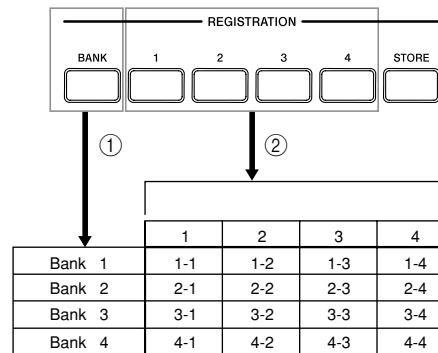 REGISTRATION
BANK 1 2 3 4 STORE
① ②
1 2 3 4
Bank 1 1-1 1-2 1-3 1-4
Bank 2 2-1 2-2 2-3 2-4
Bank 3 3-1 3-2 3-3 3-4
Bank 4 4-1 4-2 4-3 4-4